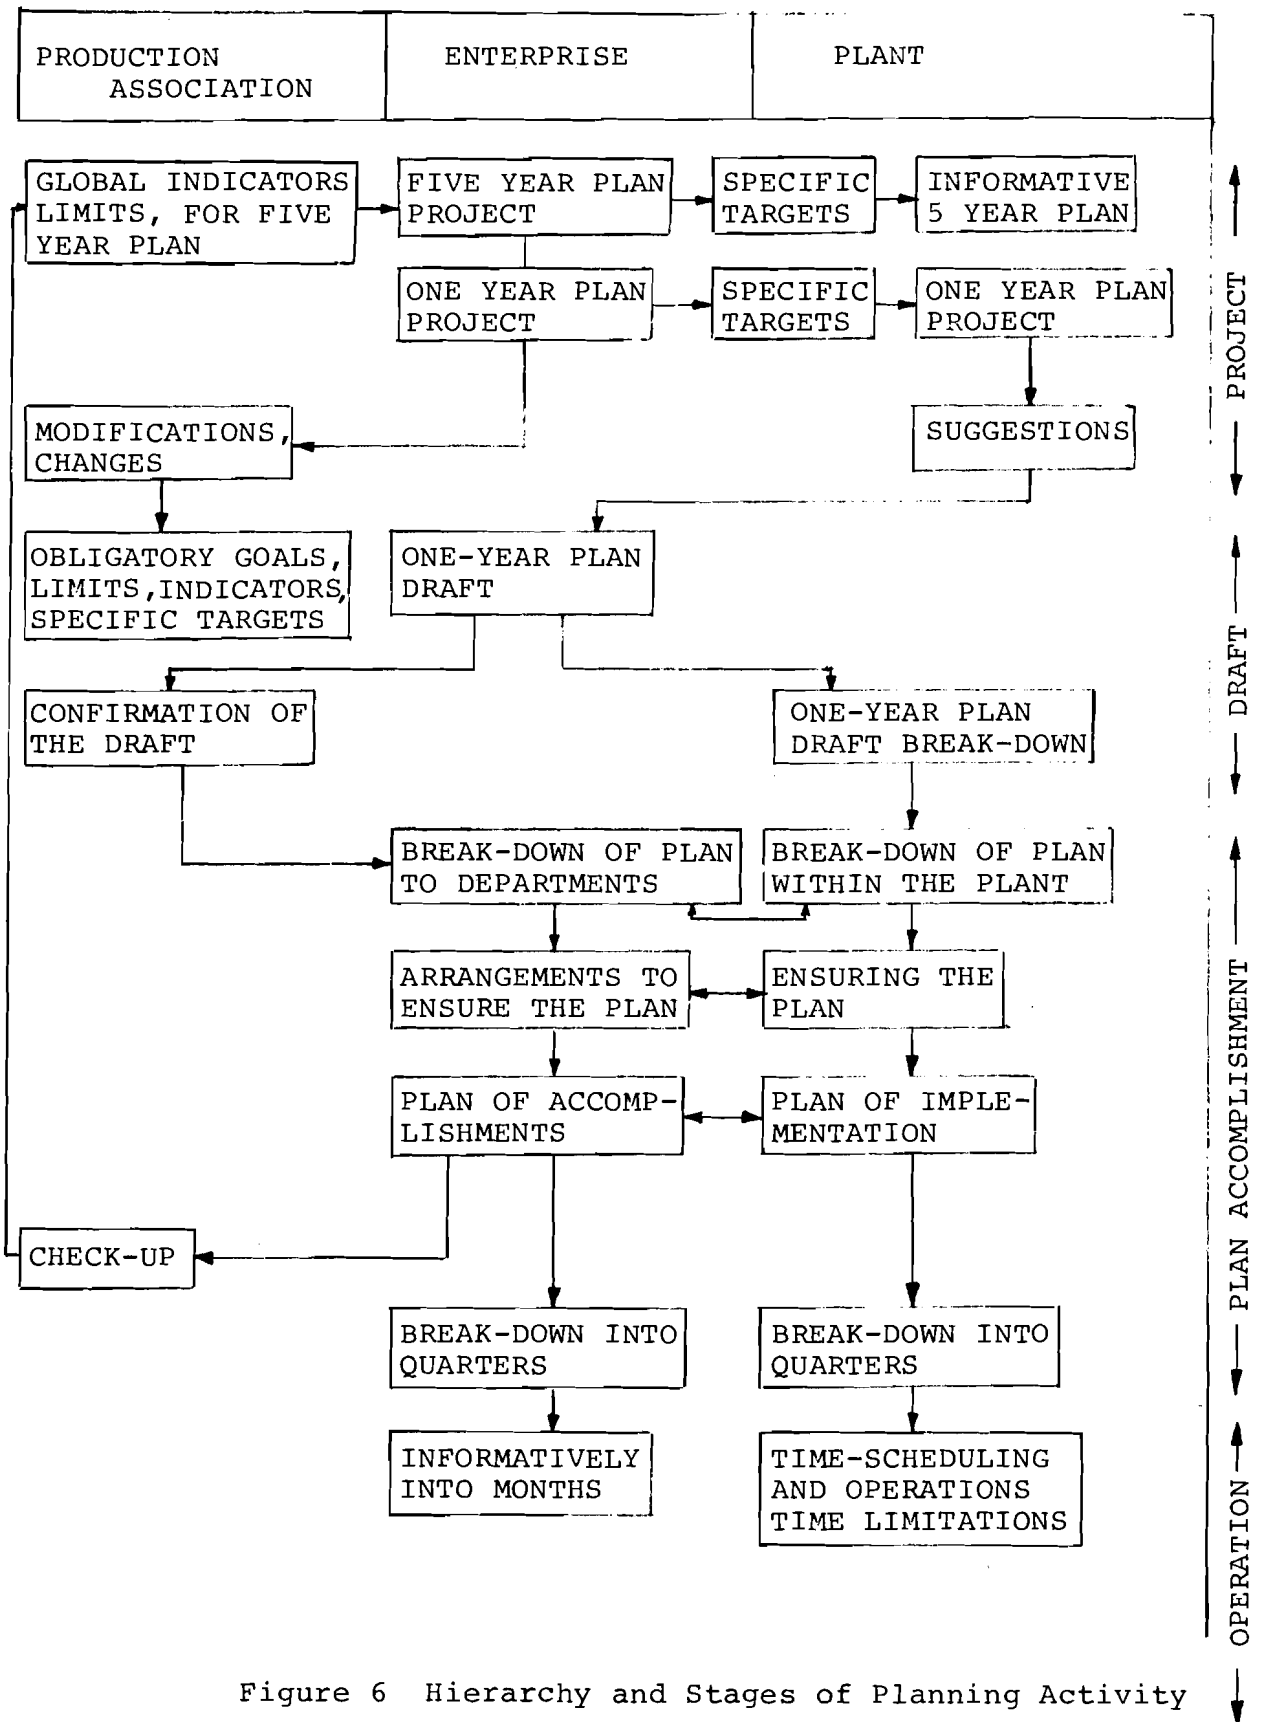 PRODUCTION
ASSOCIATION
ENTERPRISE
PLANT
GLOBAL INDICATORS
LIMITS, FOR FIVE
YEAR PLAN
FIVE YEAR PLAN
PROJECT
SPECIFIC
TARGETS
INFORMATIVE
5 YEAR PLAN
ONE YEAR PLAN
PROJECT
SPECIFIC
TARGETS
ONE YEAR PLAN
PROJECT
PROJECT
MODIFICATIONS,
CHANGES
SUGGESTIONS
OBLIGATORY GOALS,
LIMITS, INDICATORS,
SPECIFIC TARGETS
ONE-YEAR PLAN
DRAFT
DRAFT
CONFIRMATION OF
THE DRAFT
ONE-YEAR PLAN
DRAFT BREAK-DOWN
BREAK-DOWN OF PLAN
TO DEPARTMENTS
BREAK-DOWN OF PLAN
WITHIN THE PLANT
ARRANGEMENTS TO
ENSURE THE PLAN
ENSURING THE
PLAN
PLAN OF ACCOMP-
LISHMENTS
PLAN OF IMPLE-
MENTATION
PLAN ACCOMPLISHMENT
CHECK-UP
BREAK-DOWN INTO
QUARTERS
BREAK-DOWN INTO
QUARTERS
INFORMATIVELY
INTO MONTHS
TIME-SCHEDULING
AND OPERATIONS
TIME LIMITATIONS
OPERATION
Figure 6 Hierarchy and Stages of Planning Activity